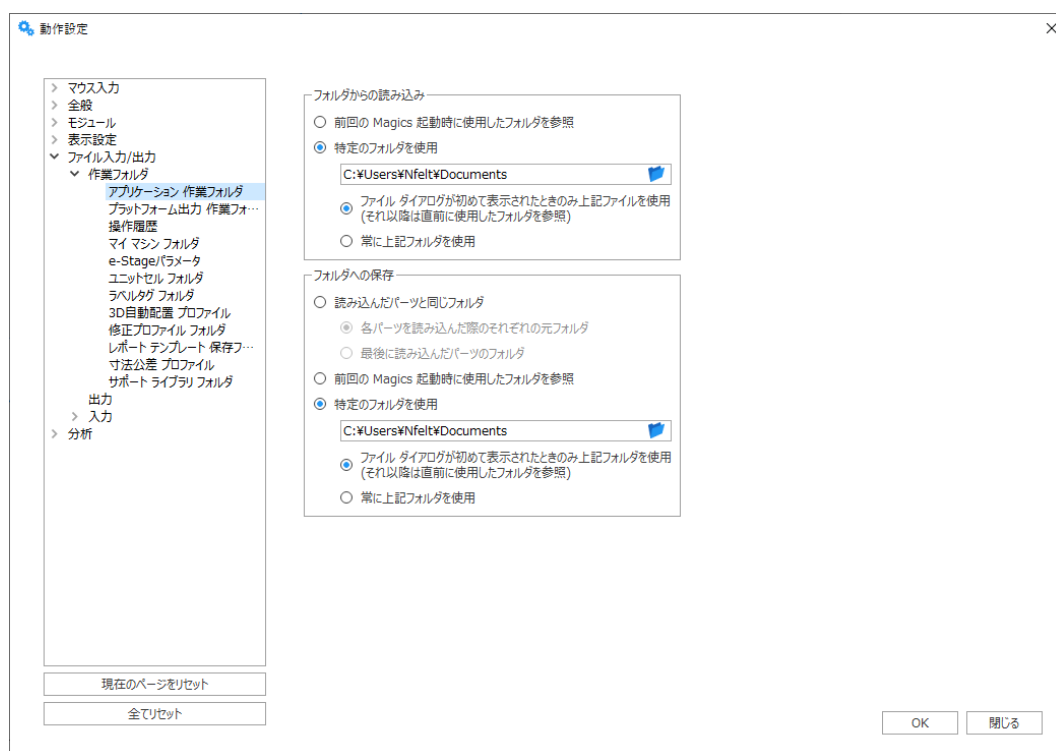 動作設定
マウス入力
全般
モジュール
表示設定
ファイル入力/出力
作業フォルダ
アプリケーション 作業フォルダ
プラットフォーム出力 作業フォ…
操作履歴
マイ マシン フォルダ
e-Stageパラメータ
ユニットセル フォルダ
ラベルタグ フォルダ
3D自動配置 プロファイル
修正プロファイル フォルダ
レポート テンプレート 保存フ…
寸法公差 プロファイル
サポート ライブラリ フォルダ
出力
入力
分析
現在のページをリセット
全てリセット
フォルダからの読み込み
前回の Magics 起動時に使用したフォルダを参照
特定のフォルダを使用
C:¥Users¥Nfelt¥Documents
ファイル ダイアログが初めて表示されたときのみ上記ファイルを使用
(それ以降は直前に使用したフォルダを参照)
常に上記フォルダを使用
フォルダへの保存
読み込んだパーツと同じフォルダ
各パーツを読み込んだ際のそれぞれの元フォルダ
最後に読み込んだパーツのフォルダ
前回の Magics 起動時に使用したフォルダを参照
特定のフォルダを使用
C:¥Users¥Nfelt¥Documents
ファイル ダイアログが初めて表示されたときのみ上記フォルダを使用
(それ以降は直前に使用したフォルダを参照)
常に上記フォルダを使用
OK
閉じる